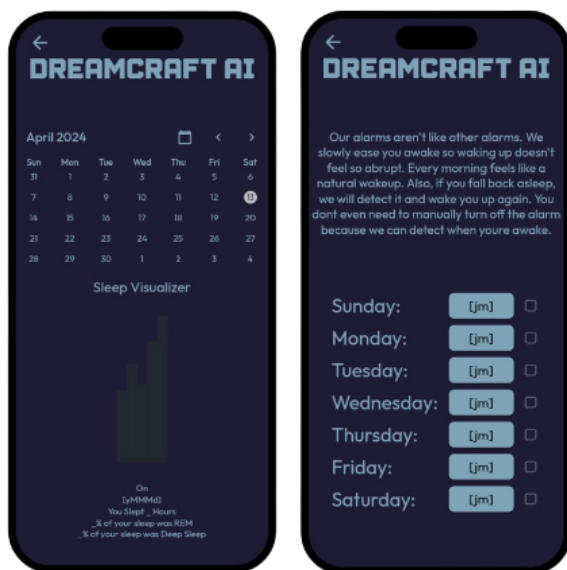 DREAMCRAFT AI
April 2024
Sun Mon Tue Wed Thu Fri Sat
31 1 2 3 4 5 6
7 8 9 10 11 12 13
14 15 16 17 18 19 20
21 22 23 24 25 26 27
28 29 30 1 2 3 4
Sleep Visualizer
On
[yMMMd]
You Slept _ Hours
_% of your sleep was REM
_% of your sleep was Deep Sleep
DREAMCRAFT AI
Our alarms aren't like other alarms. We
slowly ease you awake so waking up doesn't
feel so abrupt. Every morning feels like a
natural wakeup. Also, if you fall back asleep,
we will detect it and wake you up again. You
dont even need to manually turn off the alarm
because we can detect when youre awake.
Sunday: [jm]
Monday: [jm]
Tuesday: [jm]
Wednesday: [jm]
Thursday: [jm]
Friday: [jm]
Saturday: [jm]